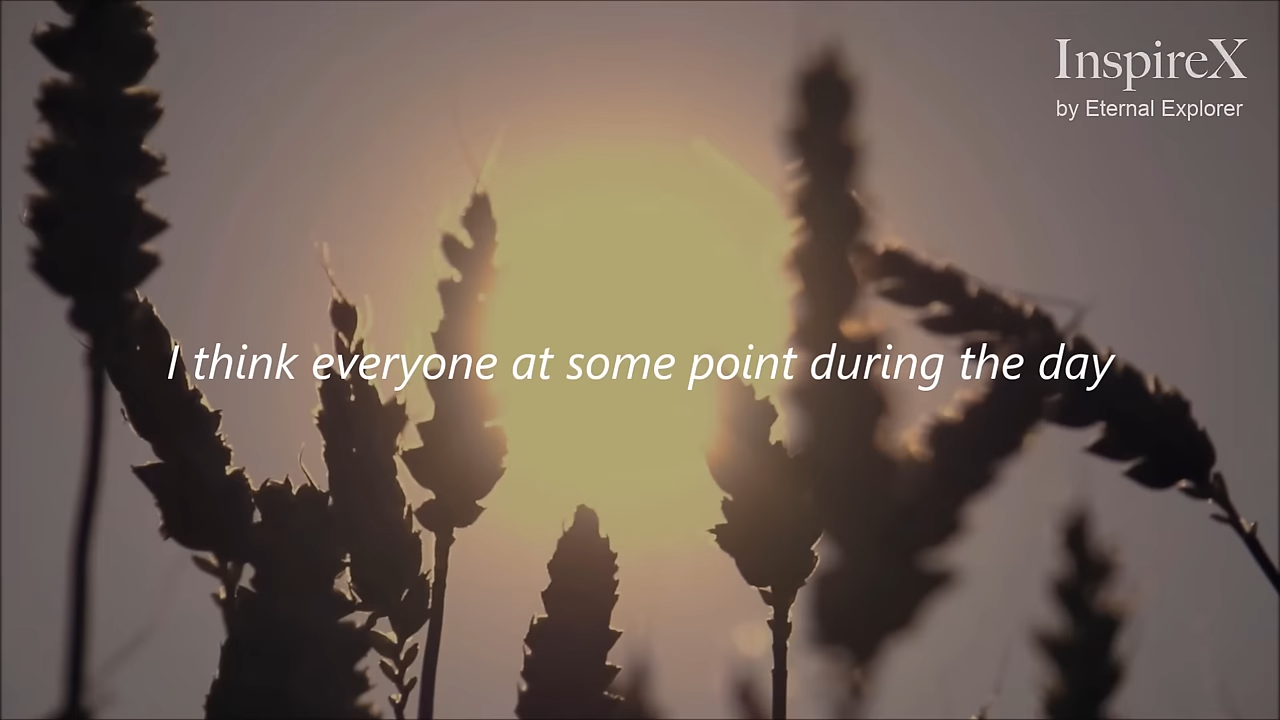 InspireX
by Eternal Explorer
I think everyone at some point during the day